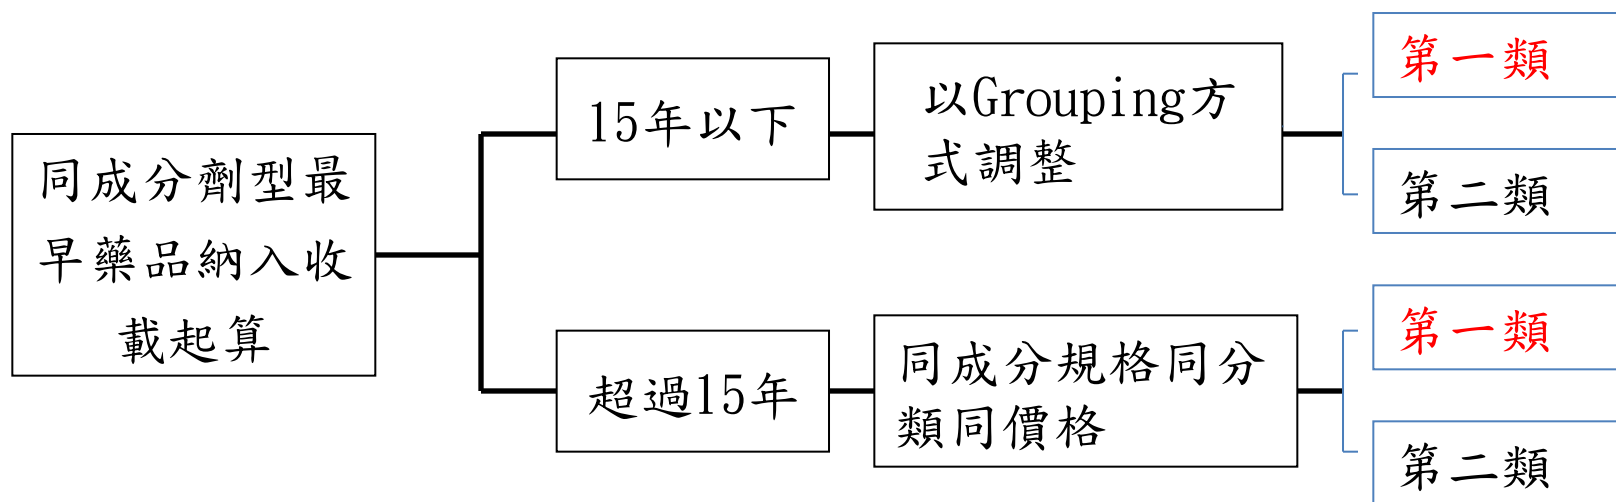 同成分劑型最
早藥品納入收
載起算
15年以下
以Grouping方
式調整
第一類
第二類
超過15年
同成分規格同分
類同價格
第一類
第二類